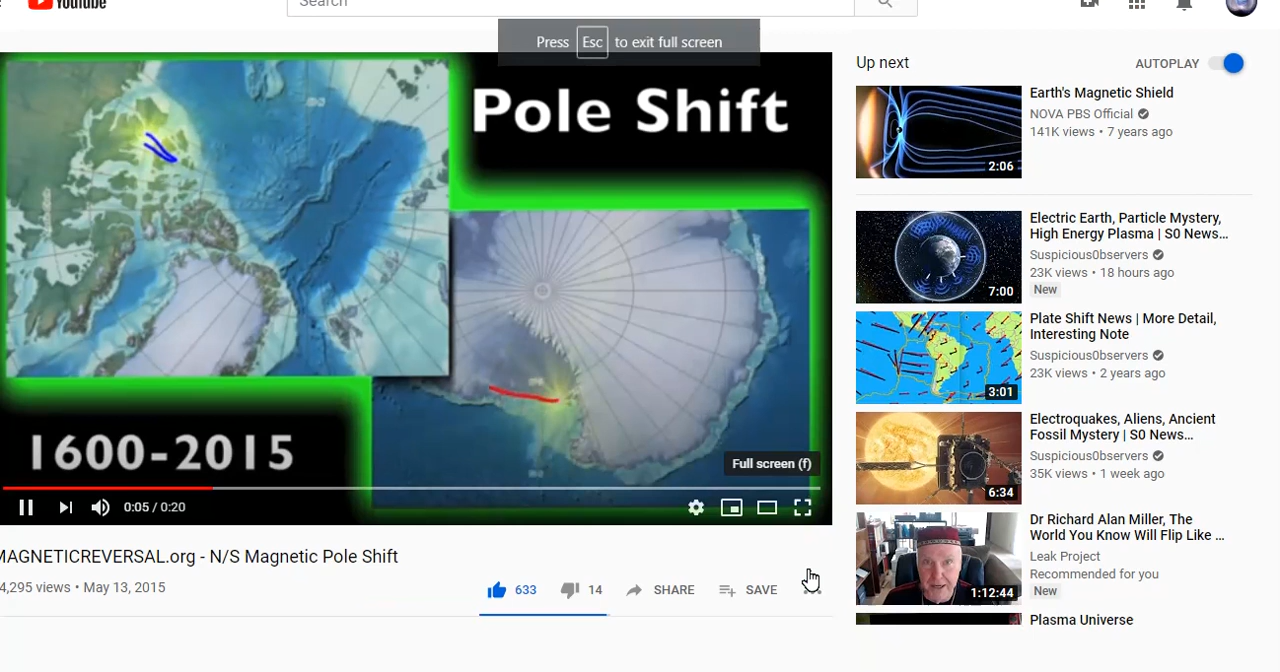 YouTube
Search
Press Esc to exit full screen
Pole Shift
1600-2015
Full screen (f)
0:05 / 0:20
MAGNETICREVERSAL.org - N/S Magnetic Pole Shift
4,295 views • May 13, 2015
633
14
SHARE
SAVE
Up next
AUTOPLAY
Earth's Magnetic Shield
NOVA PBS Official
141K views • 7 years ago
2:06
Electric Earth, Particle Mystery,
High Energy Plasma | S0 News...
Suspicious0bservers
23K views • 18 hours ago
New
7:00
Plate Shift News | More Detail,
Interesting Note
Suspicious0bservers
23K views • 2 years ago
3:01
Electroquakes, Aliens, Ancient
Fossil Mystery | S0 News...
Suspicious0bservers
35K views • 1 week ago
6:34
Dr Richard Alan Miller, The
World You Know Will Flip Like ...
Leak Project
Recommended for you
New
1:12:44
Plasma Universe